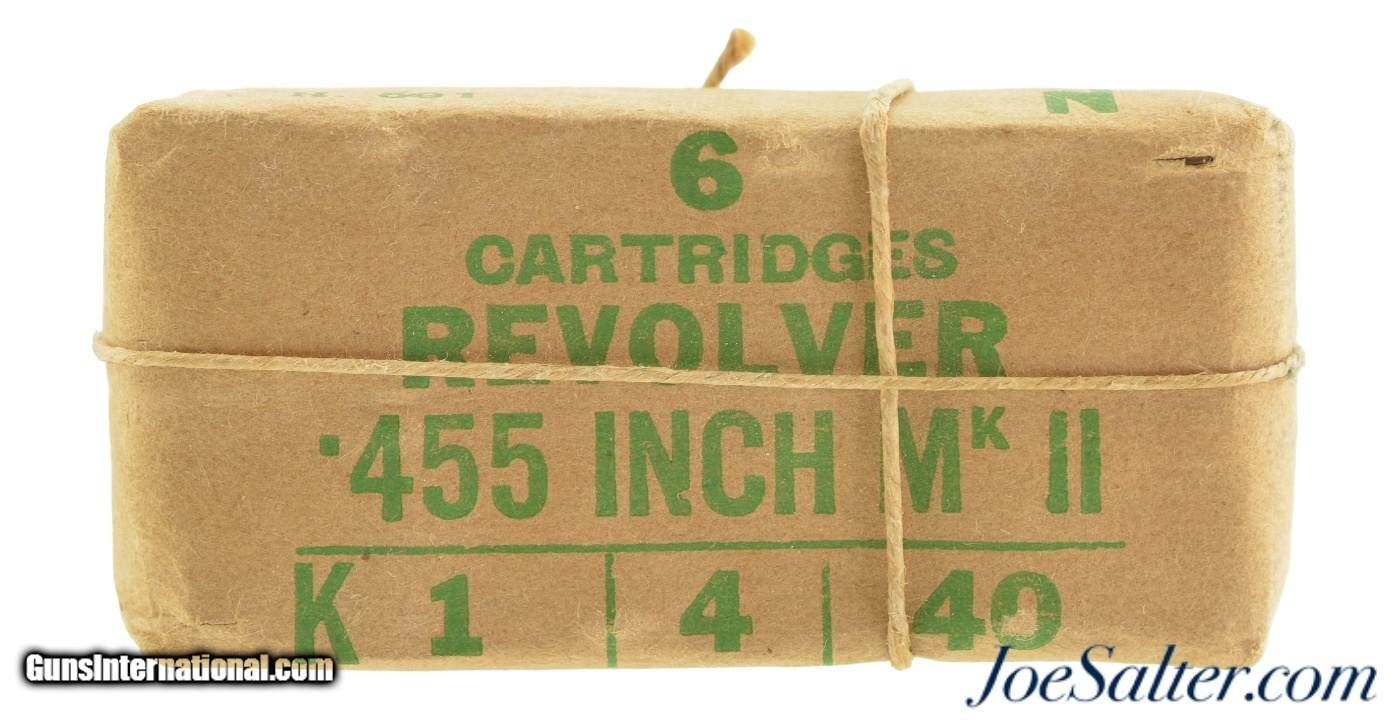 N
6
CARTRIDGES
REVOLVER
.455 INCH MK II
K 1 | 4 | 40
GunsInternational.com
JoeSalter.com